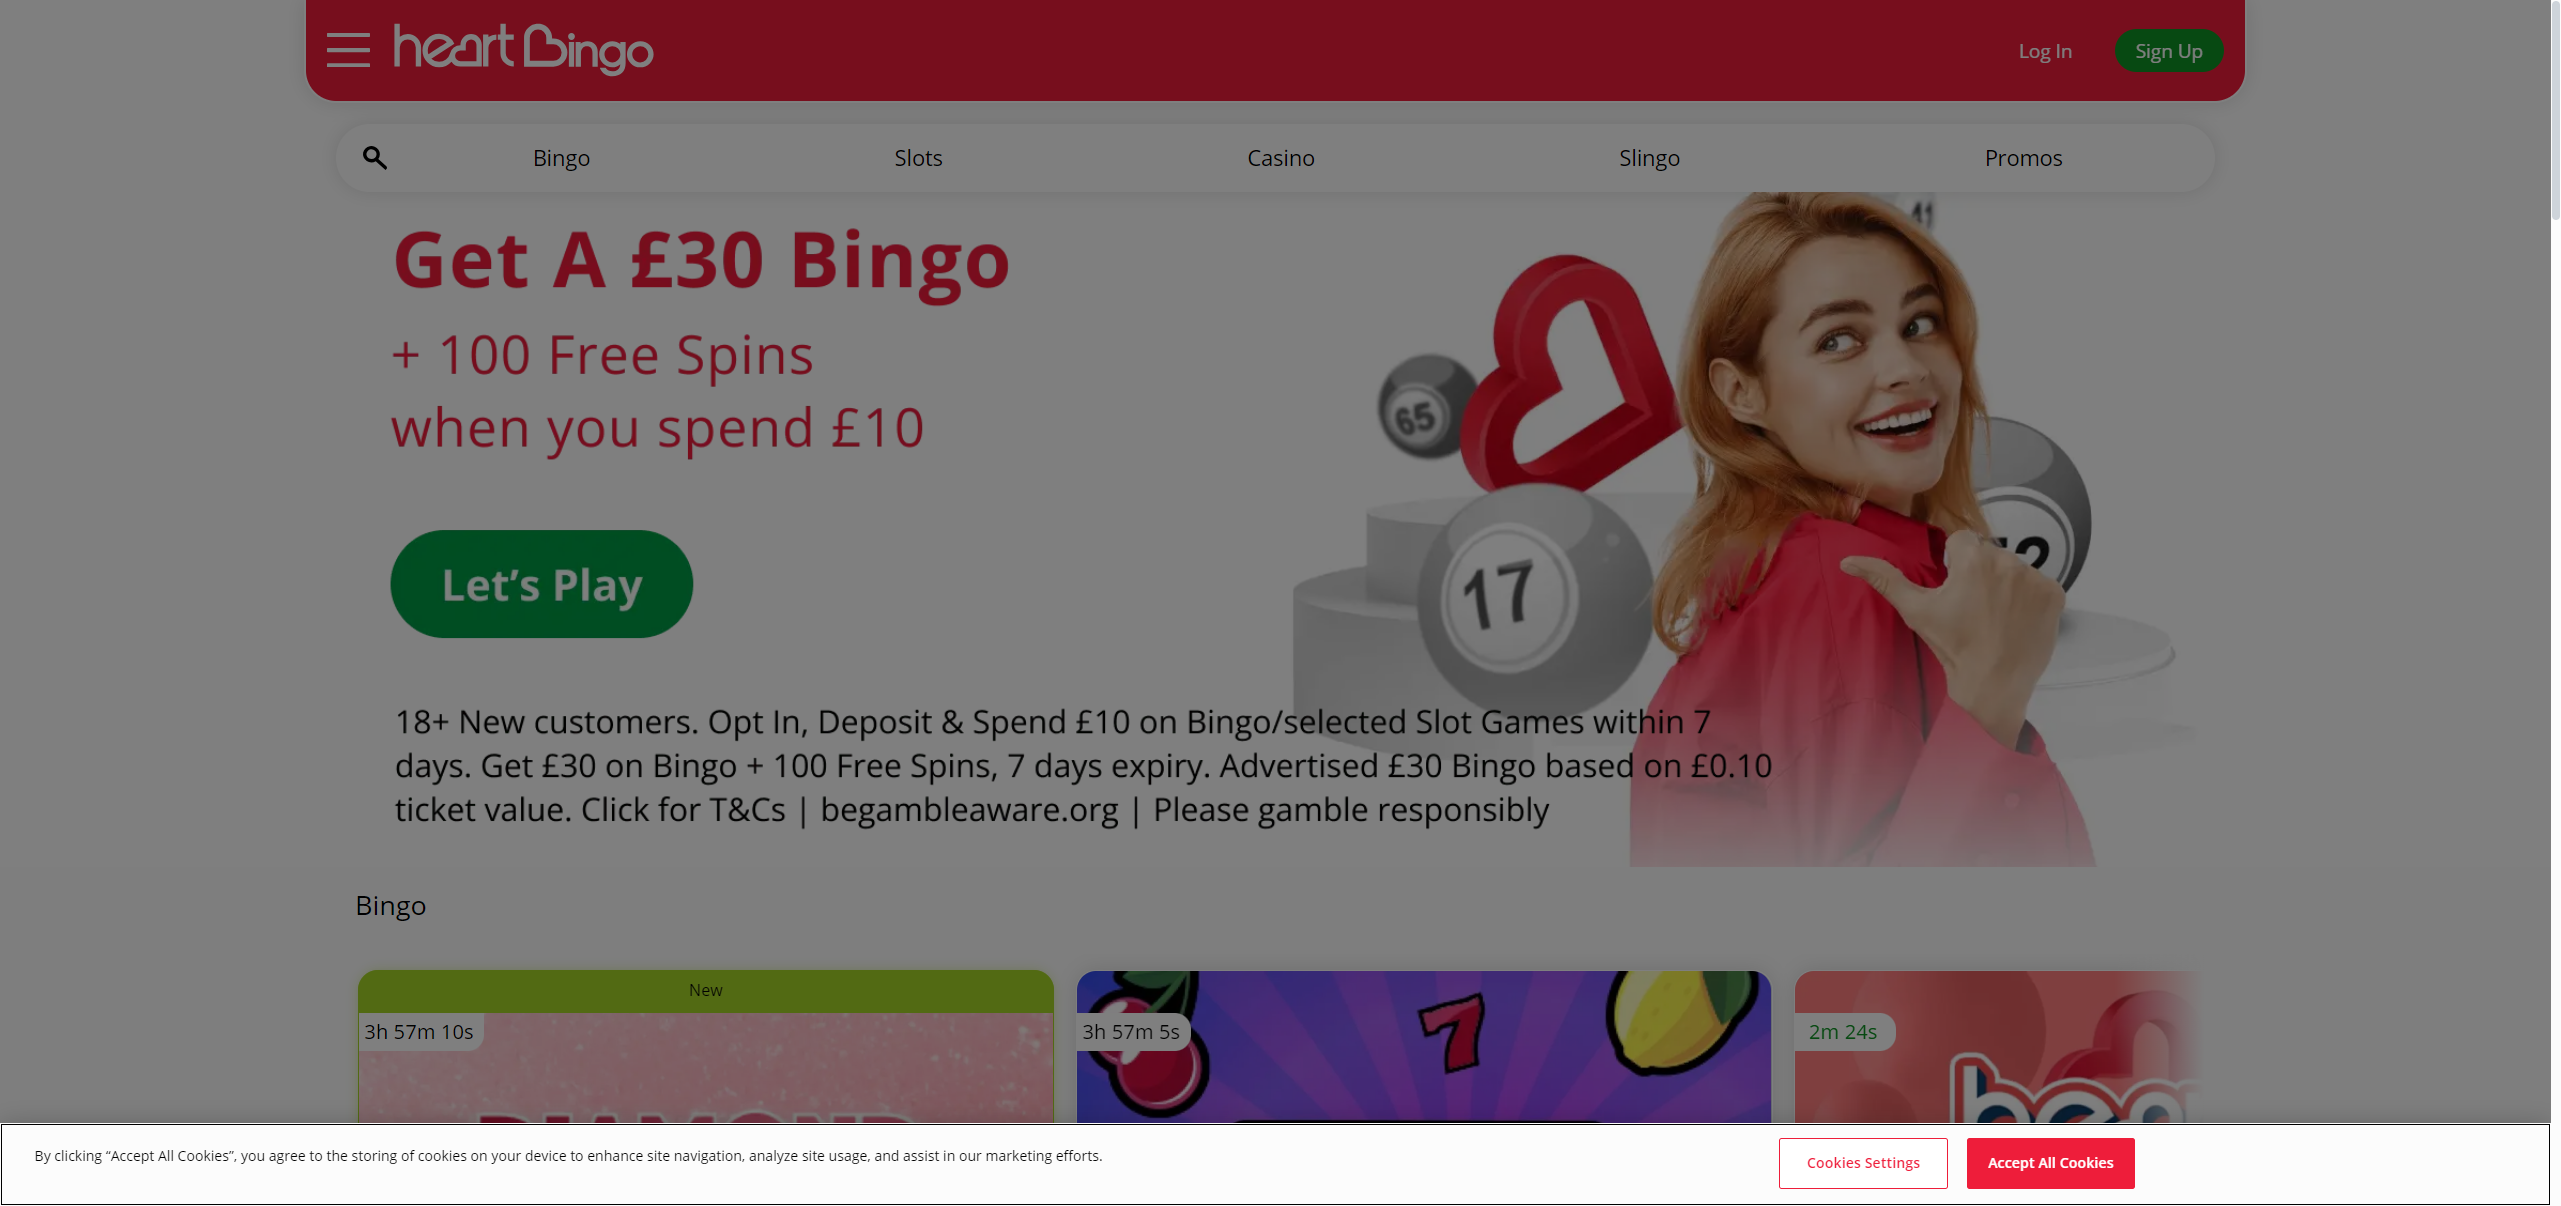 heart Bingo
Log In
Sign Up
Bingo
Slots
Casino
Slingo
Promos
Get A £30 Bingo
+ 100 Free Spins
when you spend £10
Let's Play
41
65
17
18+ New customers. Opt In, Deposit & Spend £10 on Bingo/selected Slot Games within 7
days. Get £30 on Bingo + 100 Free Spins, 7 days expiry. Advertised £30 Bingo based on £0.10
ticket value. Click for T&Cs | begambleaware.org | Please gamble responsibly
Bingo
New
3h 57m 10s
DIAMOND
3h 57m 5s
7
2m 24s
By clicking “Accept All Cookies”, you agree to the storing of cookies on your device to enhance site navigation, analyze site usage, and assist in our marketing efforts.
Cookies Settings
Accept All Cookies